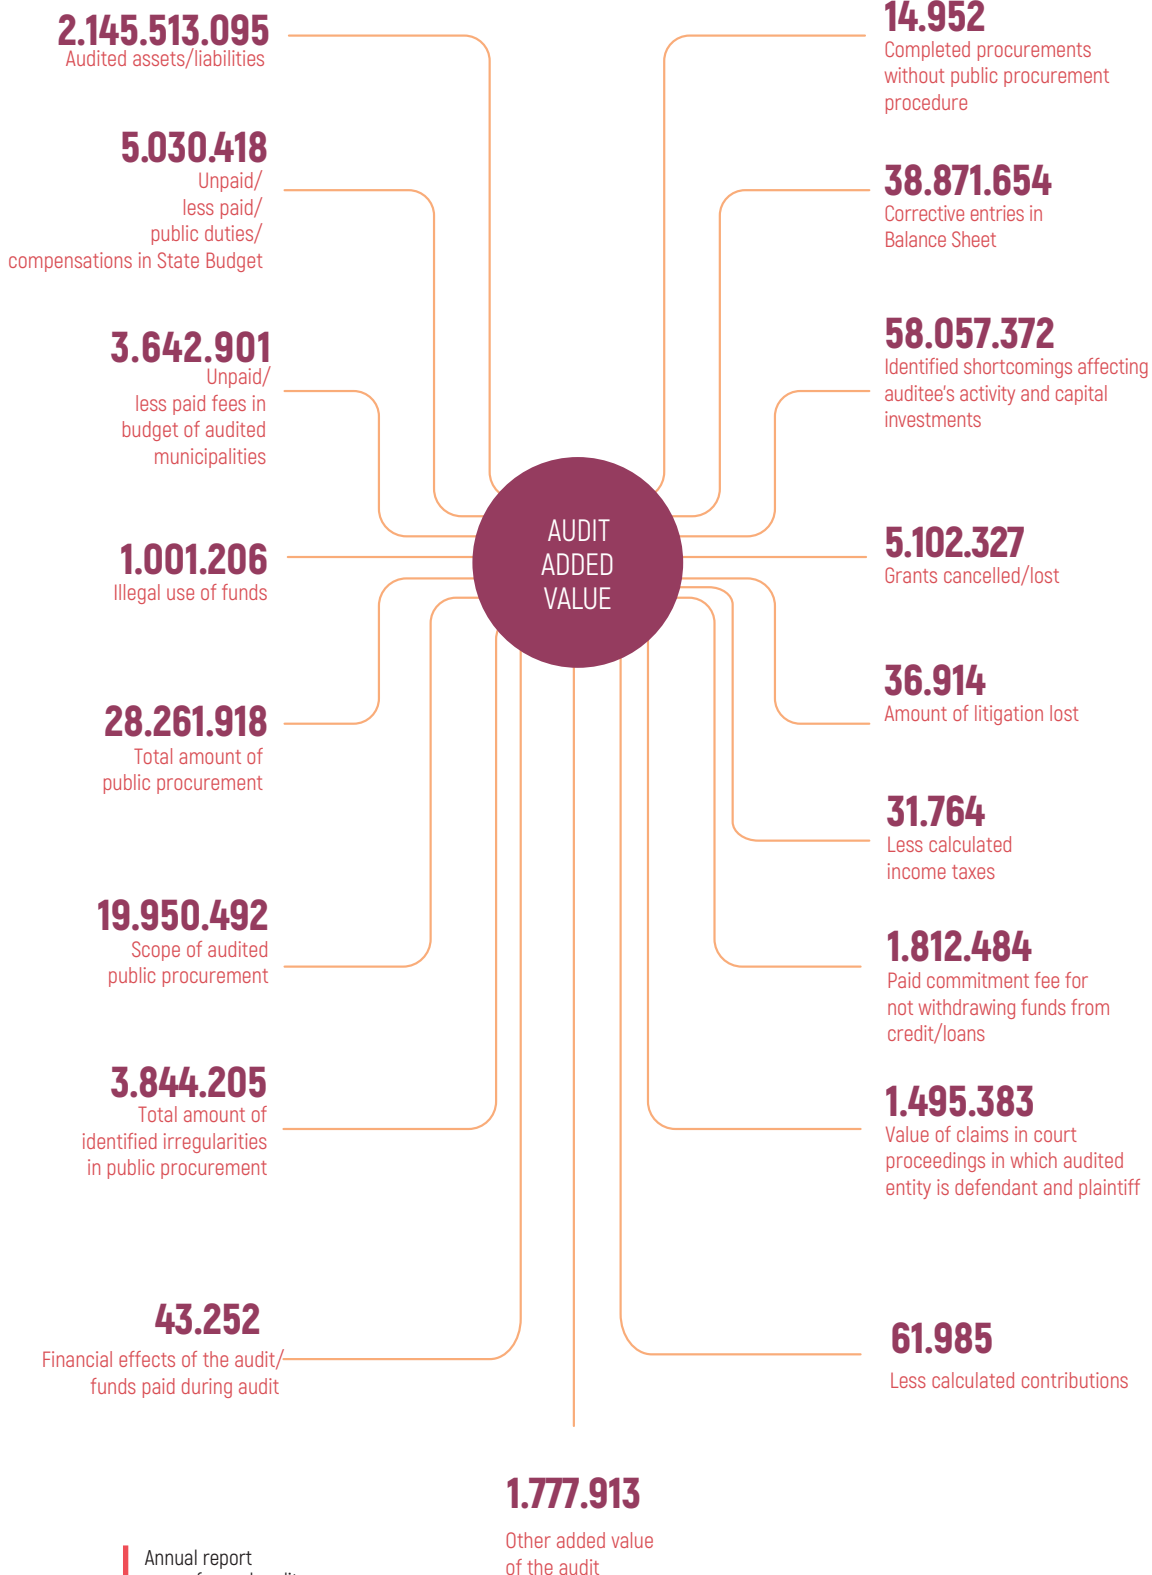 2.145.513.095
Audited assets/liabilities
5.030.418
Unpaid/
less paid/
public duties/
compensations in State Budget
3.642.901
Unpaid/
less paid fees in
budget of audited
municipalities
1.001.206
Illegal use of funds
28.261.918
Total amount of
public procurement
19.950.492
Scope of audited
public procurement
3.844.205
Total amount of
identified irregularities
in public procurement
43.252
Financial effects of the audit/
funds paid during audit
AUDIT
ADDED
VALUE
14.952
Completed procurements
without public procurement
procedure
38.871.654
Corrective entries in
Balance Sheet
58.057.372
Identified shortcomings affecting
auditee's activity and capital
investments
5.102.327
Grants cancelled/lost
36.914
Amount of litigation lost
31.764
Less calculated
income taxes
1.812.484
Paid commitment fee for
not withdrawing funds from
credit/loans
1.495.383
Value of claims in court
proceedings in which audited
entity is defendant and plaintiff
61.985
Less calculated contributions
1.777.913
Other added value
of the audit
Annual report